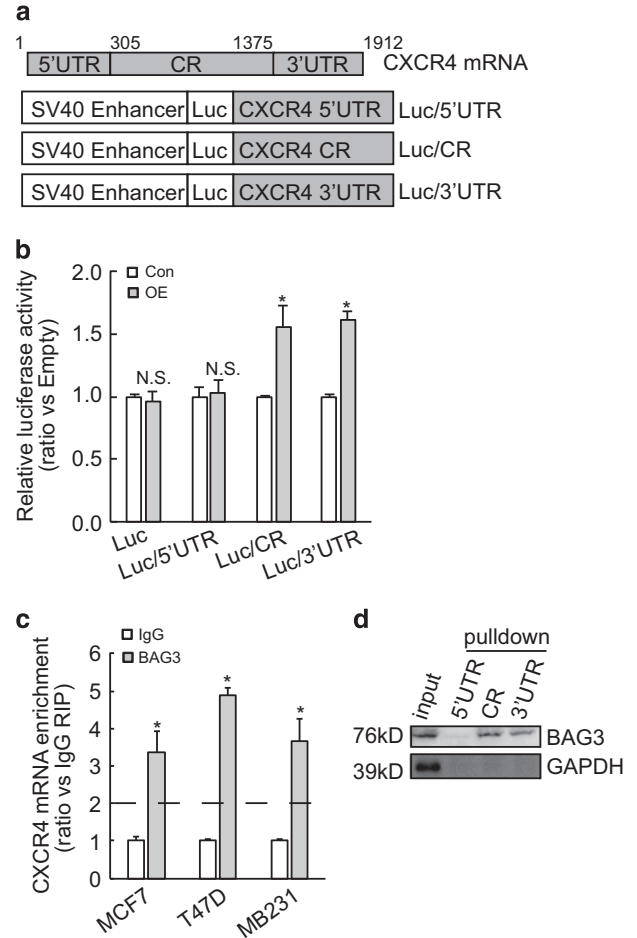 a
1 305 1375 1912
5'UTR CR 3'UTR CXCR4 mRNA
SV40 Enhancer Luc CXCR4 5'UTR Luc/5'UTR
SV40 Enhancer Luc CXCR4 CR Luc/CR
SV40 Enhancer Luc CXCR4 3'UTR Luc/3'UTR
b
Relative luciferase activity
(ratio vs Empty)
2.0
1.5
1.0
0.5
0.0
Con
OE
N.S.
N.S.
*
*
Luc
Luc/5'UTR
Luc/CR
Luc/3'UTR
c
CXCR4 mRNA enrichment
(ratio vs IgG RIP)
6
5
4
3
2
1
0
IgG
BAG3
*
*
*
MCF7
T47D
MB231
d
pulldown
input
5'UTR
CR
3'UTR
76kD BAG3
39kD GAPDH